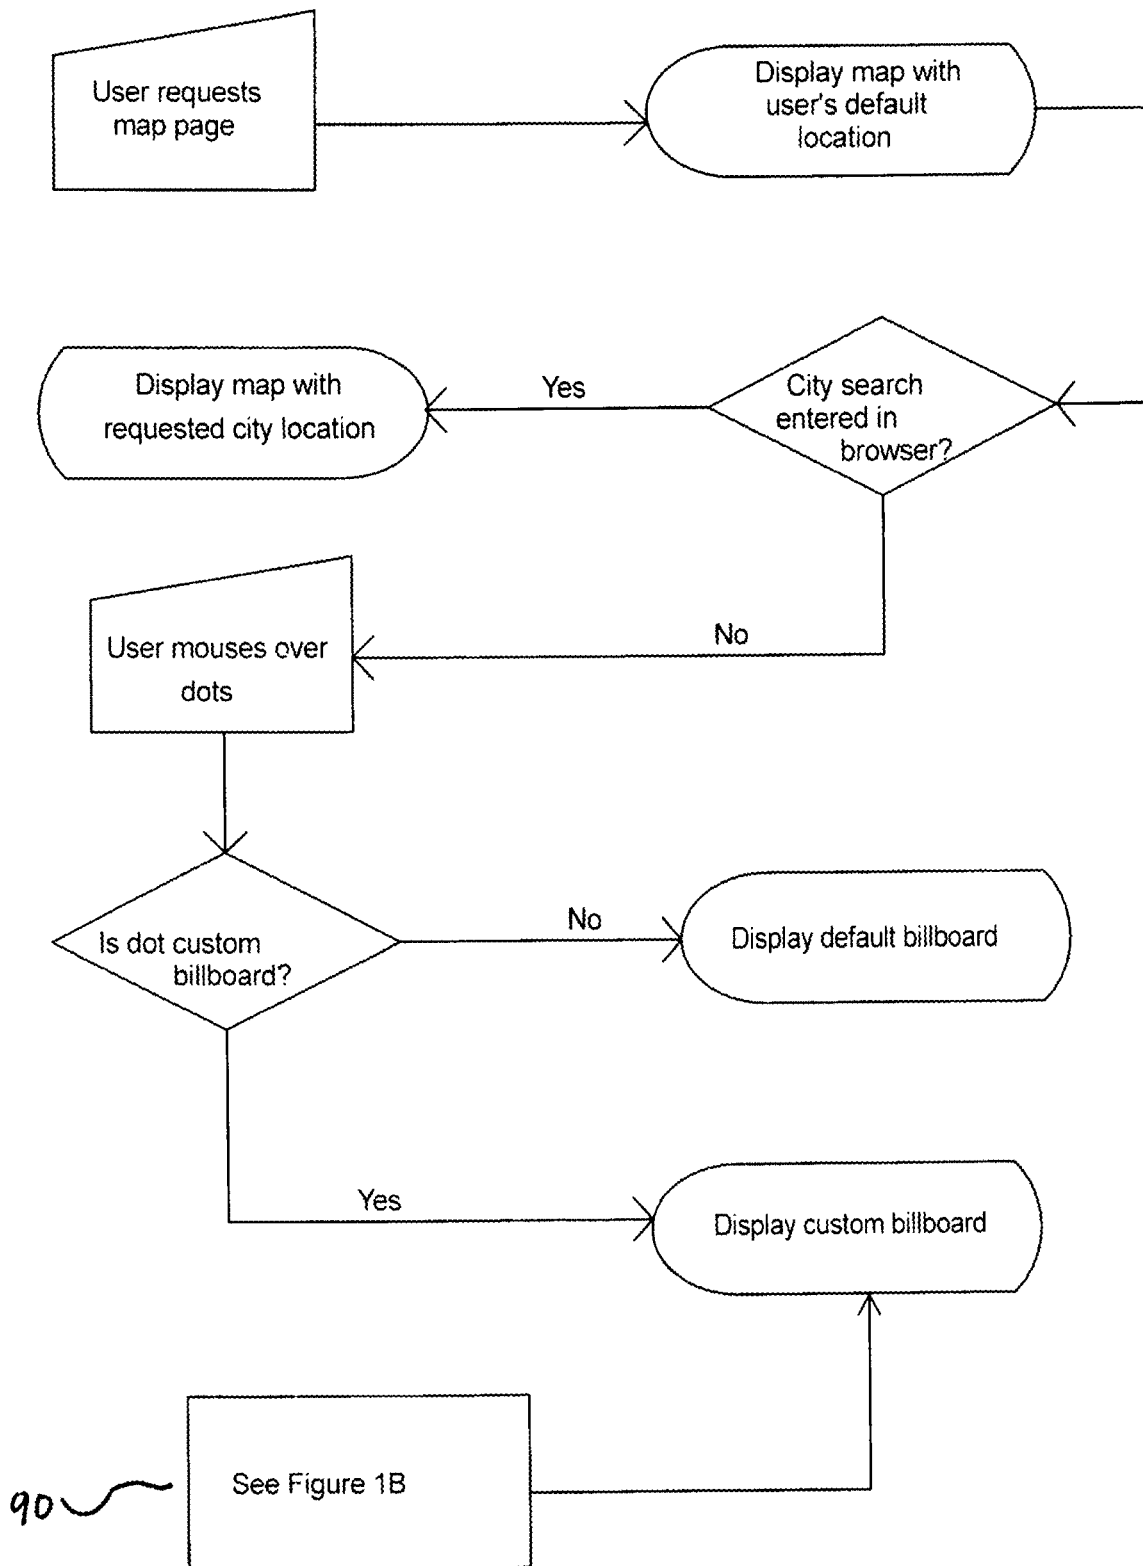 User requests
map page
Display map with
user's default
location
Display map with
requested city location
Yes
City search
entered in
browser?
User mouses over
dots
No
Is dot custom
billboard?
No
Display default billboard
Yes
Display custom billboard
90
See Figure 1B